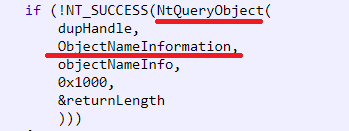 if (!NT_SUCCESS(NtQueryObject(
dupHandle,
ObjectNameInformation,
objectNameInfo,
0x1000,
&returnLength
)))